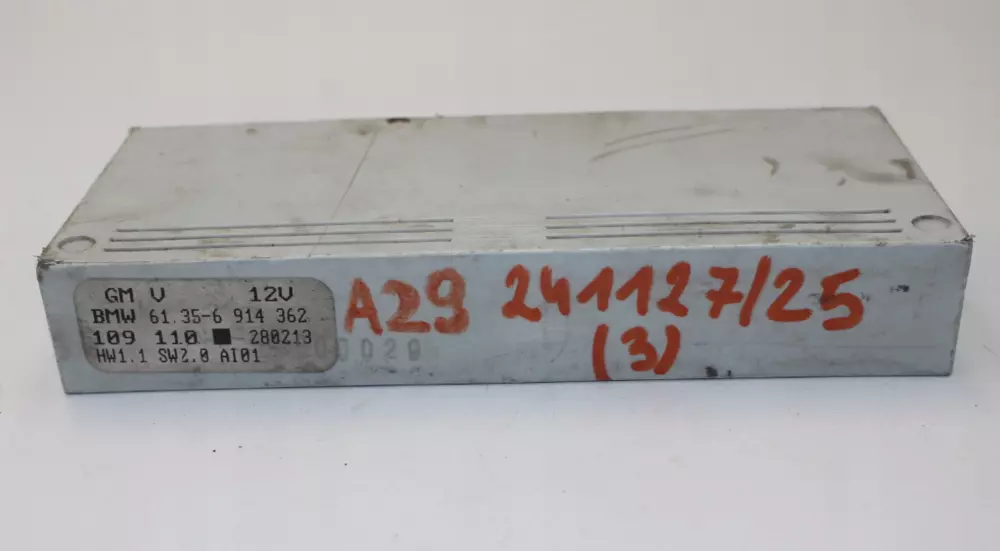 GM V 12V
BMW 61.35-6 914 362
109 110 ■ 280213
HW1.1 SW2.0 AI01
A29 241127/25
(3)